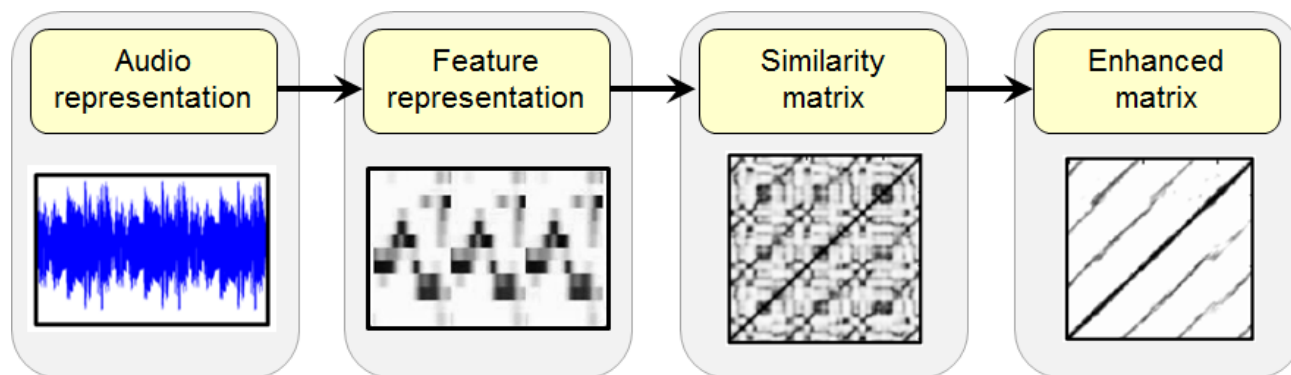 Audio
representation
Feature
representation
Similarity
matrix
Enhanced
matrix